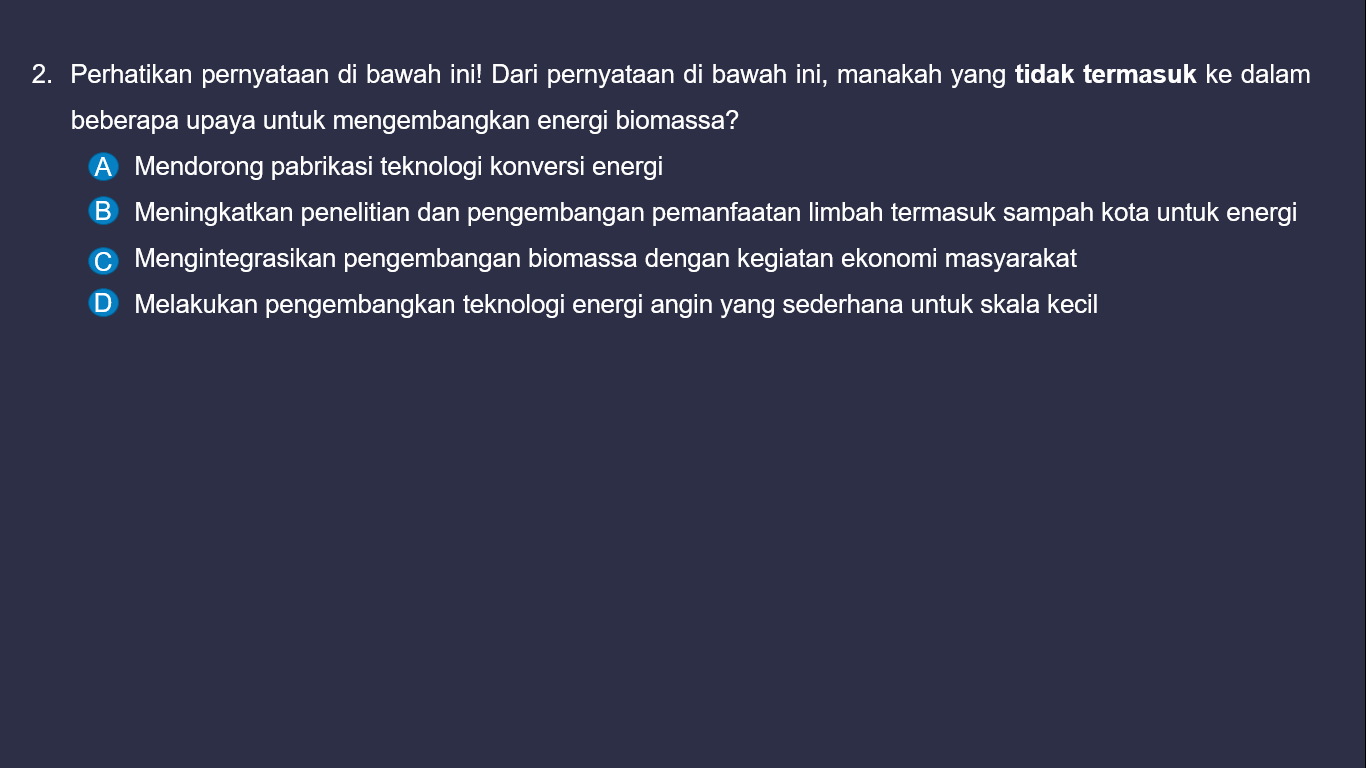 2. Perhatikan pernyataan di bawah ini! Dari pernyataan di bawah ini, manakah yang tidak termasuk ke dalam
beberapa upaya untuk mengembangkan energi biomassa?
A Mendorong pabrikasi teknologi konversi energi
B Meningkatkan penelitian dan pengembangan pemanfaatan limbah termasuk sampah kota untuk energi
C Mengintegrasikan pengembangan biomassa dengan kegiatan ekonomi masyarakat
D Melakukan pengembangkan teknologi energi angin yang sederhana untuk skala kecil